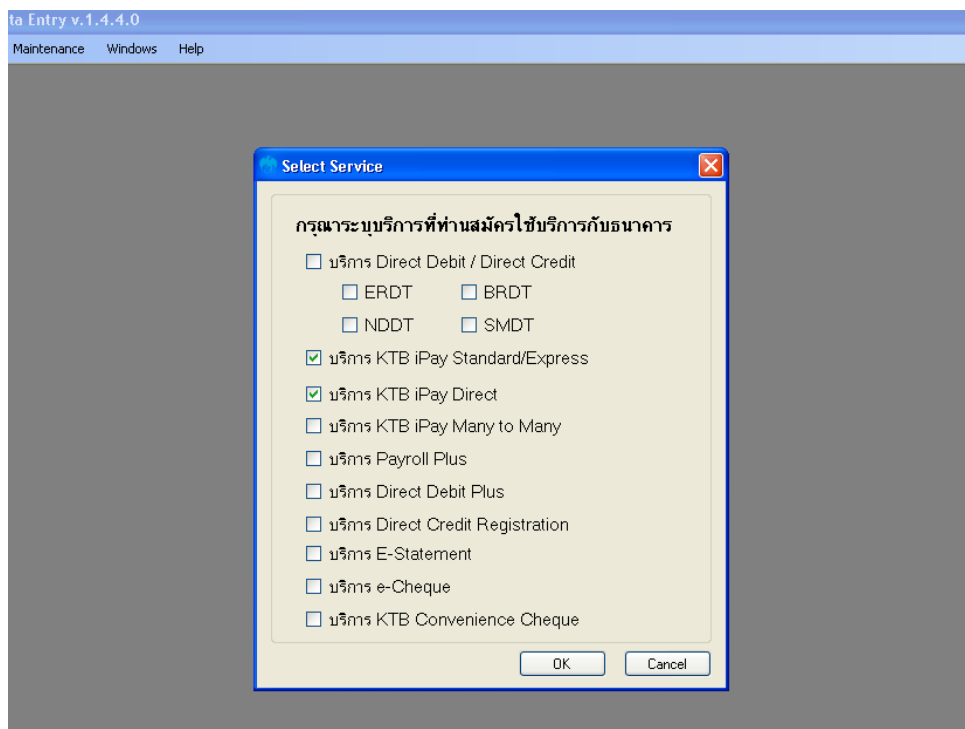 ta Entry v.1.4.4.0
Maintenance Windows Help
Select Service
กรุณาระบุบริการที่ท่านสมัครใช้บริการกับธนาคาร
บริการ Direct Debit / Direct Credit
ERDT BRDT
NDDT SMDT
บริการ KTB iPay Standard/Express
บริการ KTB iPay Direct
บริการ KTB iPay Many to Many
บริการ Payroll Plus
บริการ Direct Debit Plus
บริการ Direct Credit Registration
บริการ E-Statement
บริการ e-Cheque
บริการ KTB Convenience Cheque
OK Cancel